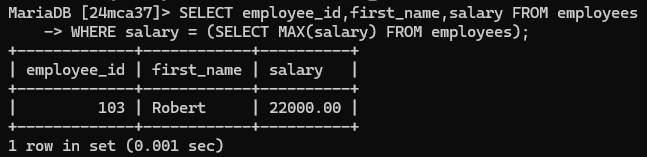 MariaDB [24mca37]> SELECT employee_id,first_name,salary FROM employees
    -> WHERE salary = (SELECT MAX(salary) FROM employees);
+-------------+------------+----------+
| employee_id | first_name | salary   |
+-------------+------------+----------+
|         103 | Robert     | 22000.00 |
+-------------+------------+----------+
1 row in set (0.001 sec)